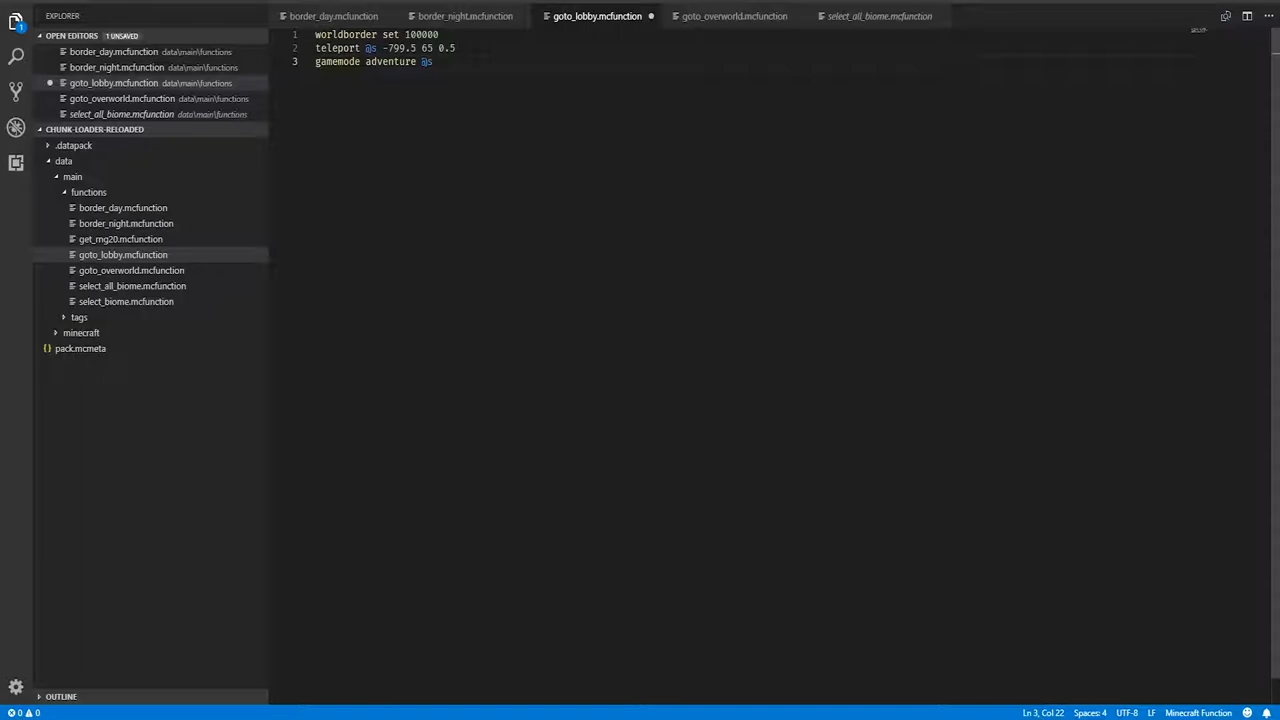 EXPLORER
border_day.mcfunction
border_night.mcfunction
goto_lobby.mcfunction
goto_overworld.mcfunction
select_all_biome.mcfunction
OPEN EDITORS 1 UNSAVED
border_day.mcfunction data\main\functions
border_night.mcfunction data\main\functions
goto_lobby.mcfunction data\main\functions
goto_overworld.mcfunction data\main\functions
select_all_biome.mcfunction data\main\functions
CHUNK-LOADER-RELOADED
.datapack
data
main
functions
border_day.mcfunction
border_night.mcfunction
get_rng20.mcfunction
goto_lobby.mcfunction
goto_overworld.mcfunction
select_all_biome.mcfunction
select_biome.mcfunction
tags
minecraft
{} pack.mcmeta
OUTLINE
1
1 worldborder set 100000
2 teleport @s -799.5 65 0.5
3 gamemode adventure @s
0 0
Ln 3, Col 22
Spaces: 4
UTF-8
LF
Minecraft Function